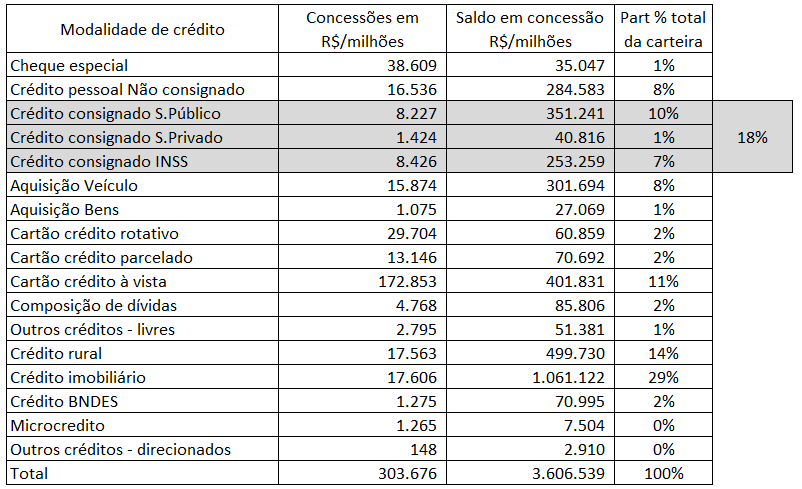 Modalidade de crédito Concessões em R$/milhões Saldo em concessão R$/milhões Part % total da carteira
Cheque especial 38.609 35.047 1%
Crédito pessoal Não consignado 16.536 284.583 8%
Crédito consignado S.Público 8.227 351.241 10%
Crédito consignado S.Privado 1.424 40.816 1% 18%
Crédito consignado INSS 8.426 253.259 7%
Aquisição Veículo 15.874 301.694 8%
Aquisição Bens 1.075 27.069 1%
Cartão crédito rotativo 29.704 60.859 2%
Cartão crédito parcelado 13.146 70.692 2%
Cartão crédito à vista 172.853 401.831 11%
Composição de dívidas 4.768 85.806 2%
Outros créditos - livres 2.795 51.381 1%
Crédito rural 17.563 499.730 14%
Crédito imobiliário 17.606 1.061.122 29%
Crédito BNDES 1.275 70.995 2%
Microcredito 1.265 7.504 0%
Outros créditos - direcionados 148 2.910 0%
Total 303.676 3.606.539 100%